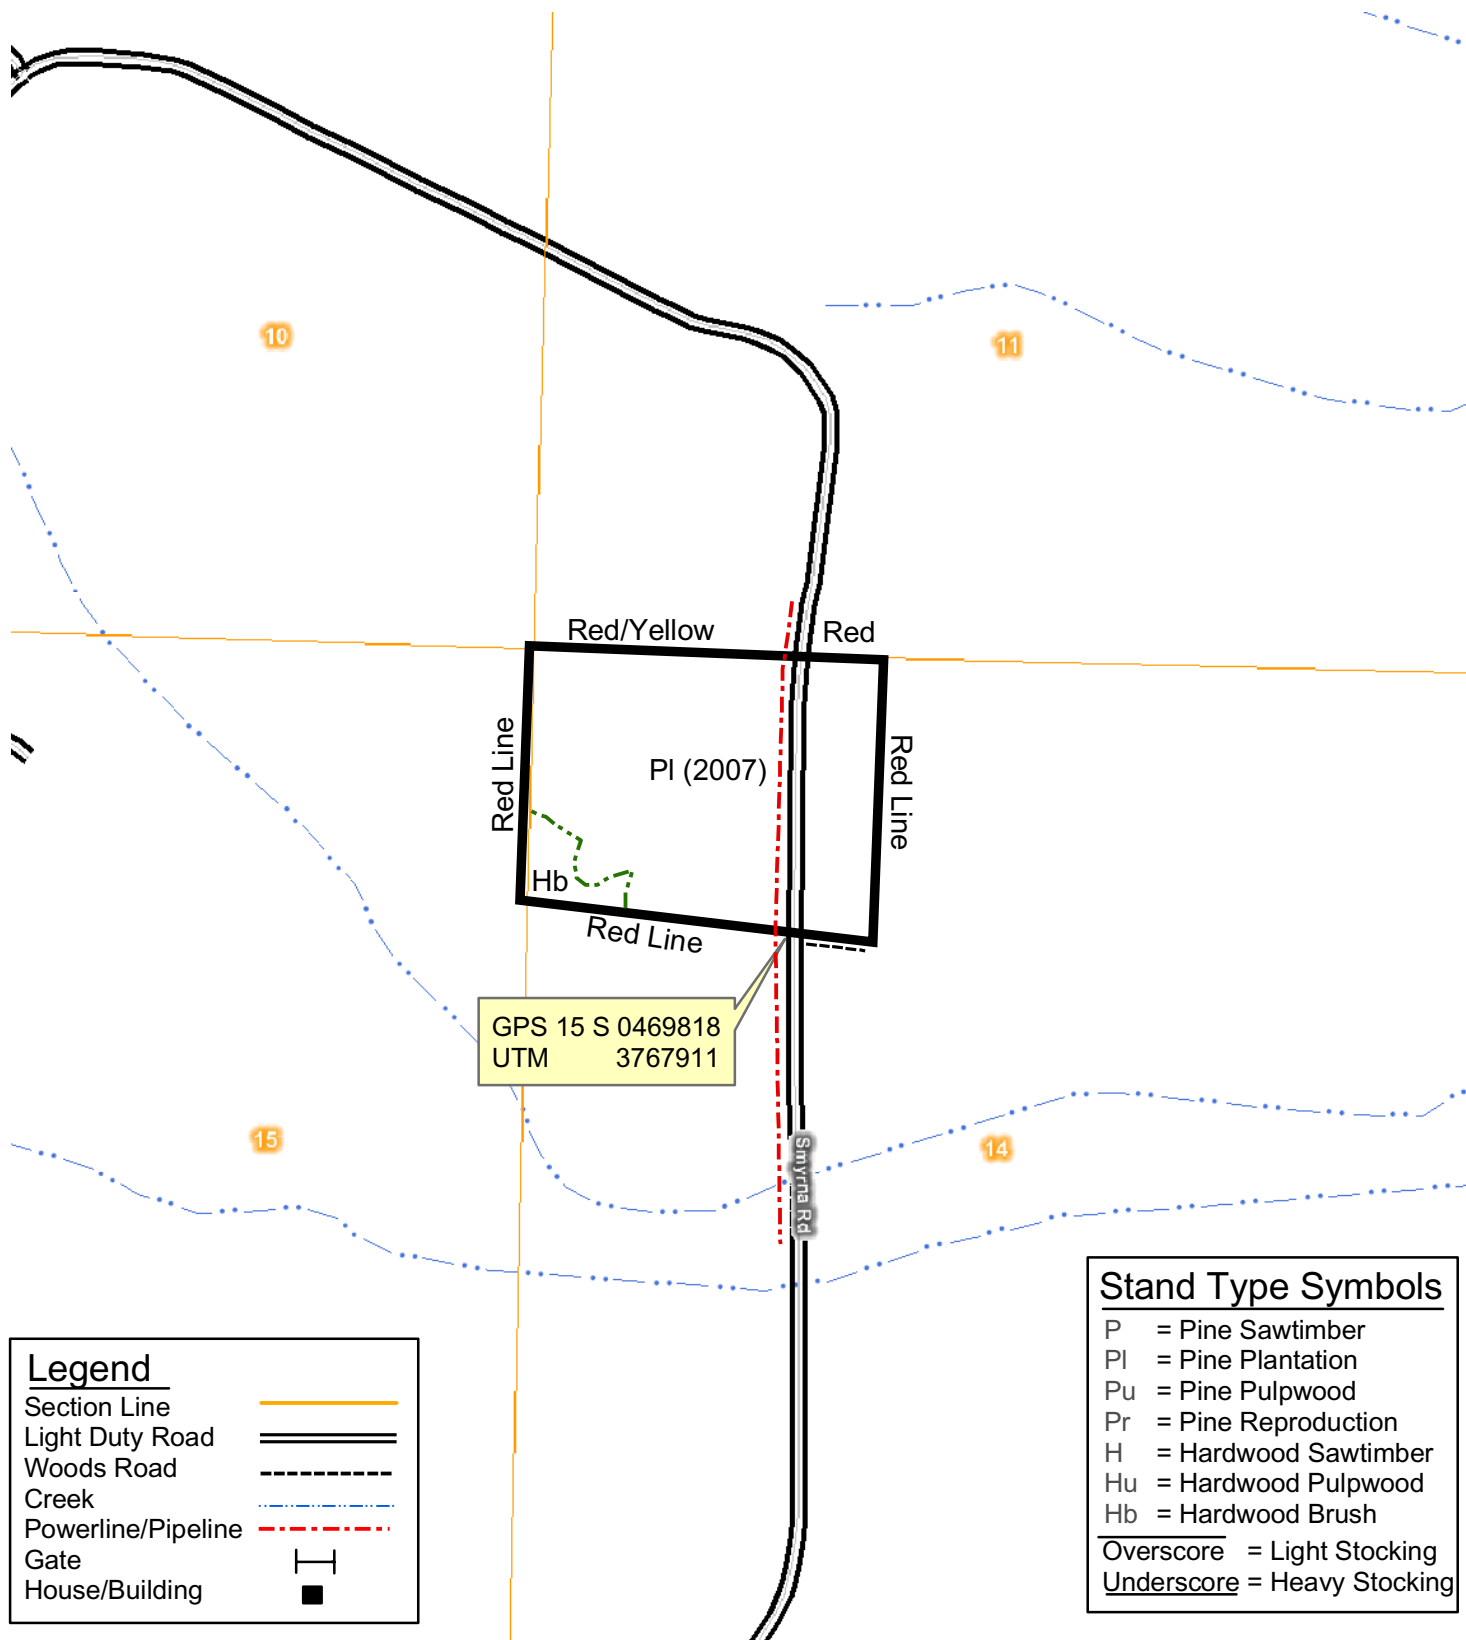 10
11
Red/Yellow
Red
Red Line
Pl (2007)
Red Line
Hb
Red Line
GPS 15 S 0469818
UTM 3767911
15
14
Smyrna Rd
Legend
Section Line
Light Duty Road
Woods Road
Creek
Powerline/Pipeline
Gate
House/Building
Stand Type Symbols
P = Pine Sawtimber
Pl = Pine Plantation
Pu = Pine Pulpwood
Pr = Pine Reproduction
H = Hardwood Sawtimber
Hu = Hardwood Pulpwood
Hb = Hardwood Brush
Overscore = Light Stocking
Underscore = Heavy Stocking